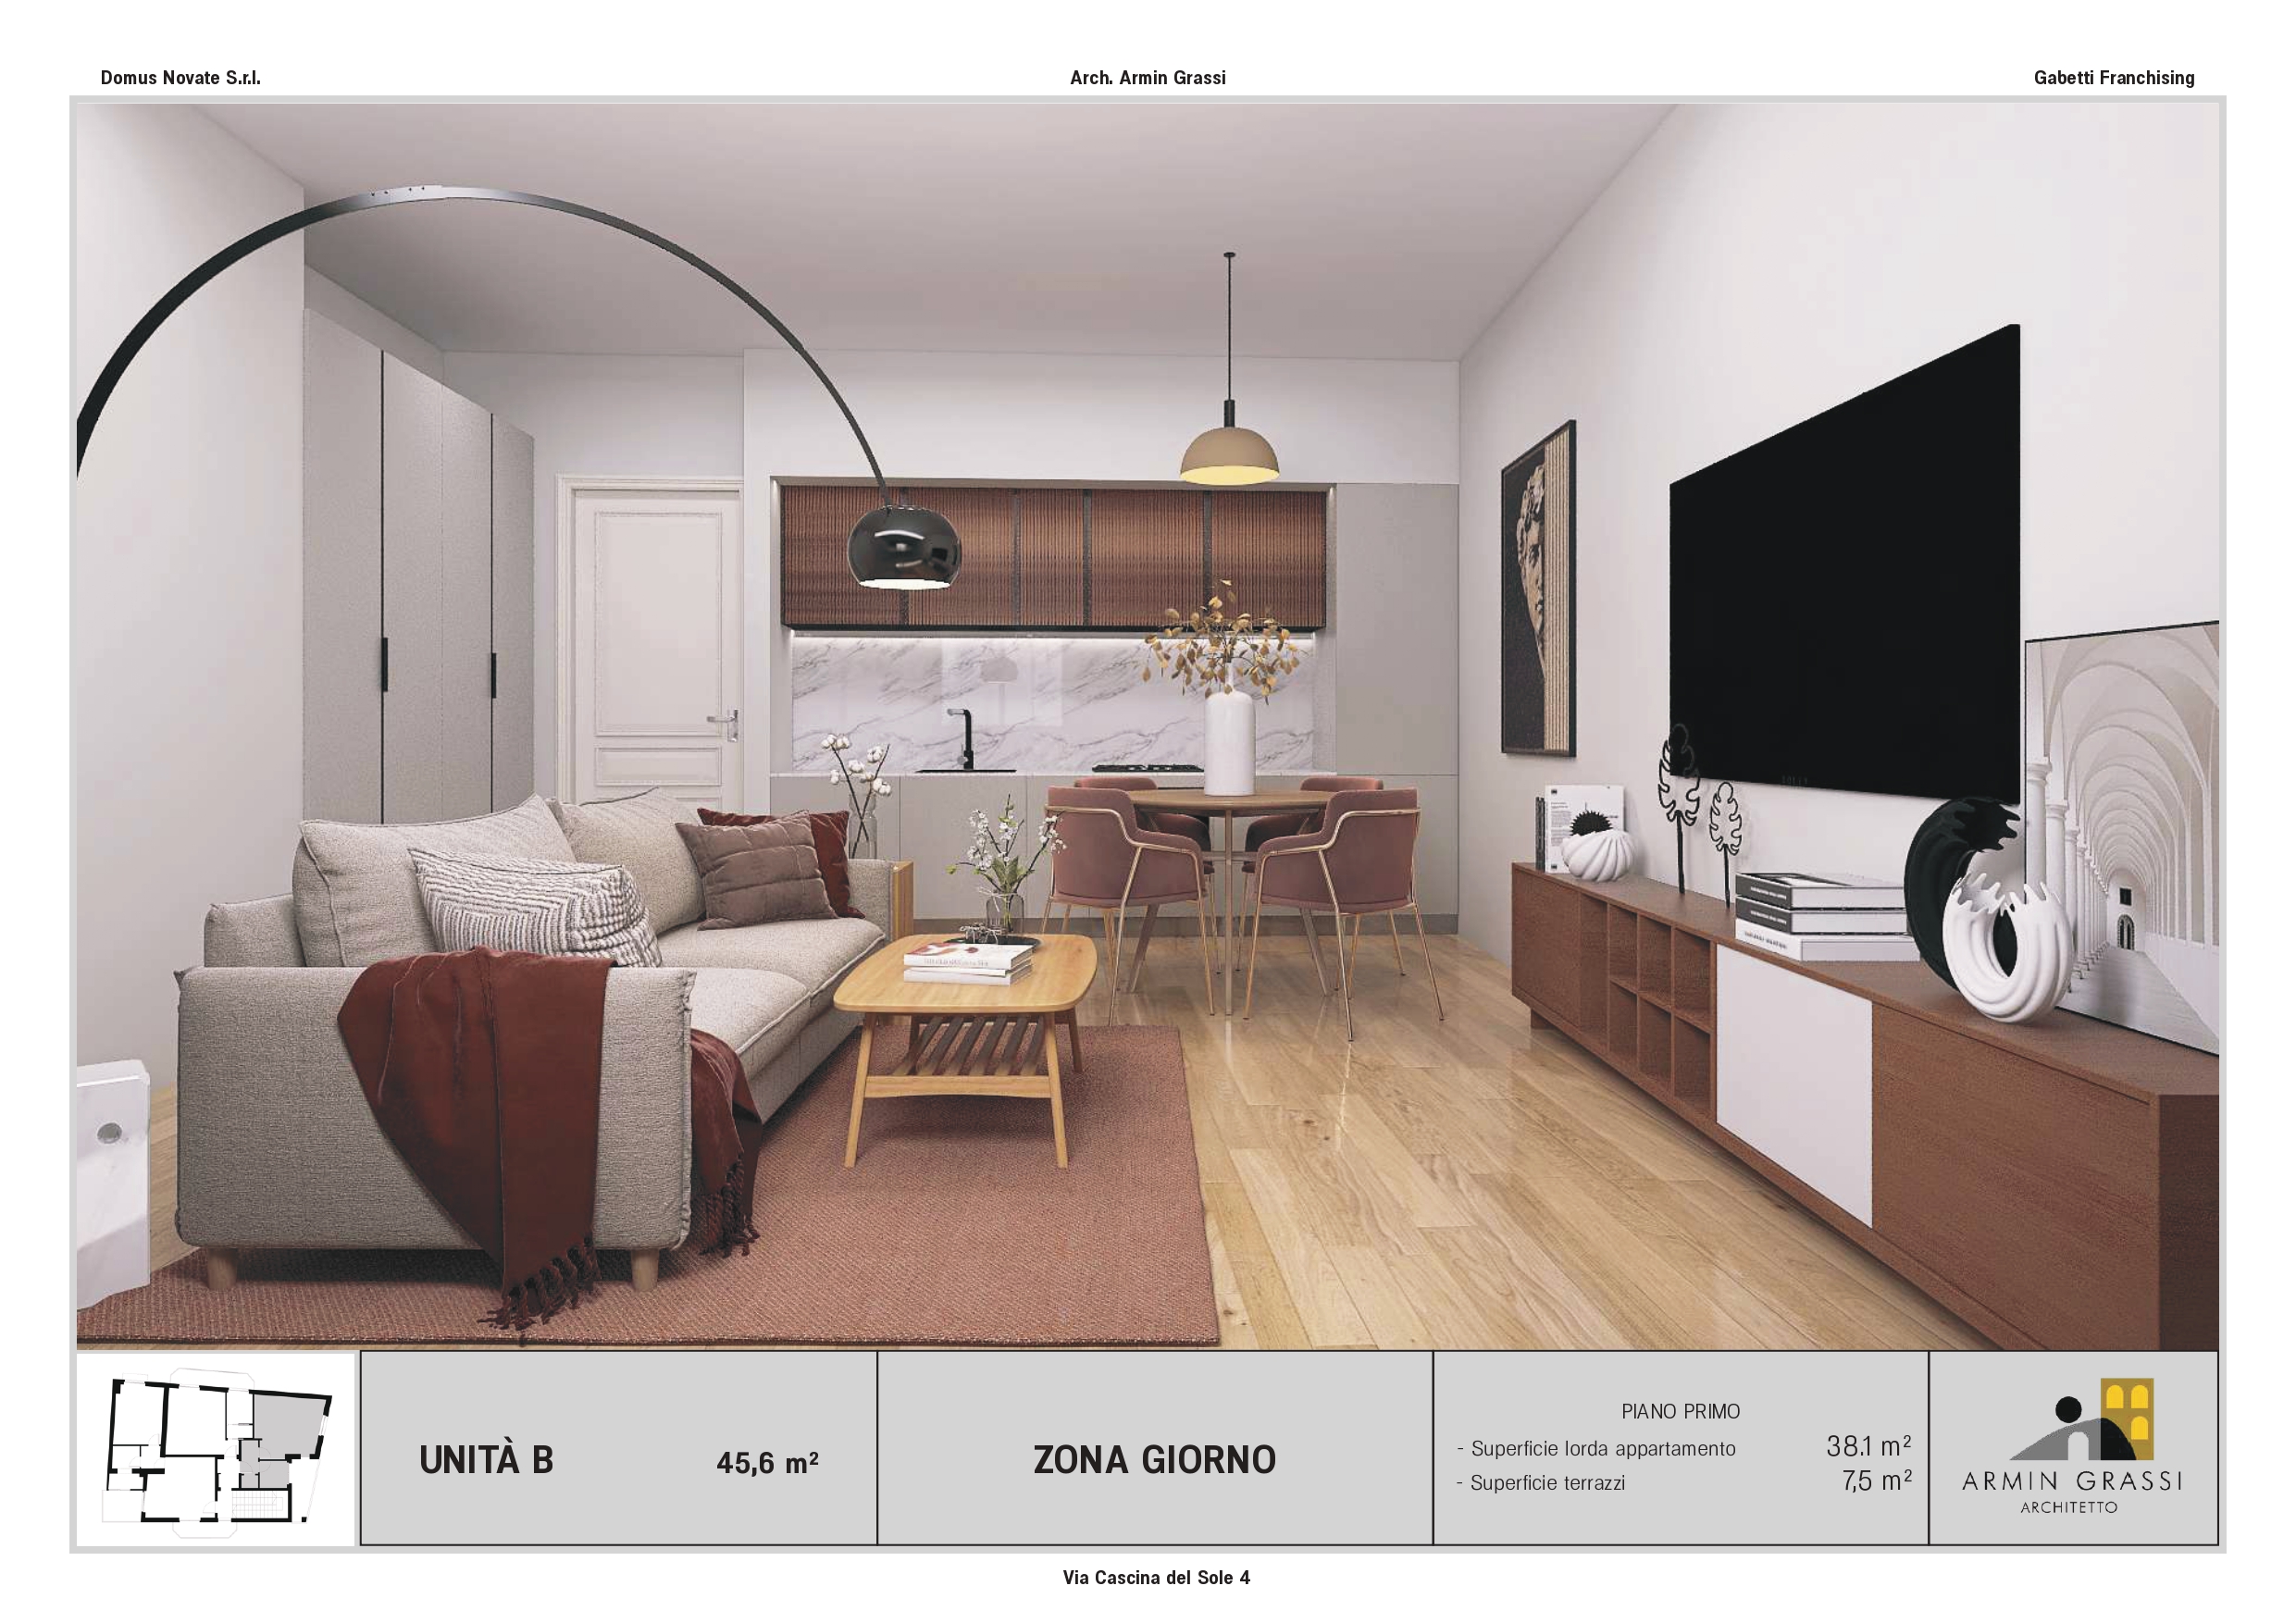 Domus Novate S.r.l.
Arch. Armin Grassi
Gabetti Franchising
UNITÀ B
45,6 m²
ZONA GIORNO
PIANO PRIMO
- Superficie lorda appartamento 38.1 m²
- Superficie terrazzi 7,5 m²
ARMIN GRASSI
ARCHITETTO
Via Cascina del Sole 4